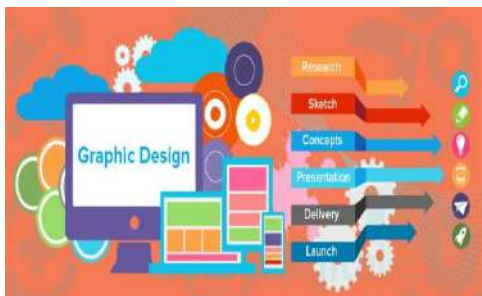 Graphic Design
Research
Sketch
Concepts
Presentation
Delivery
Launch